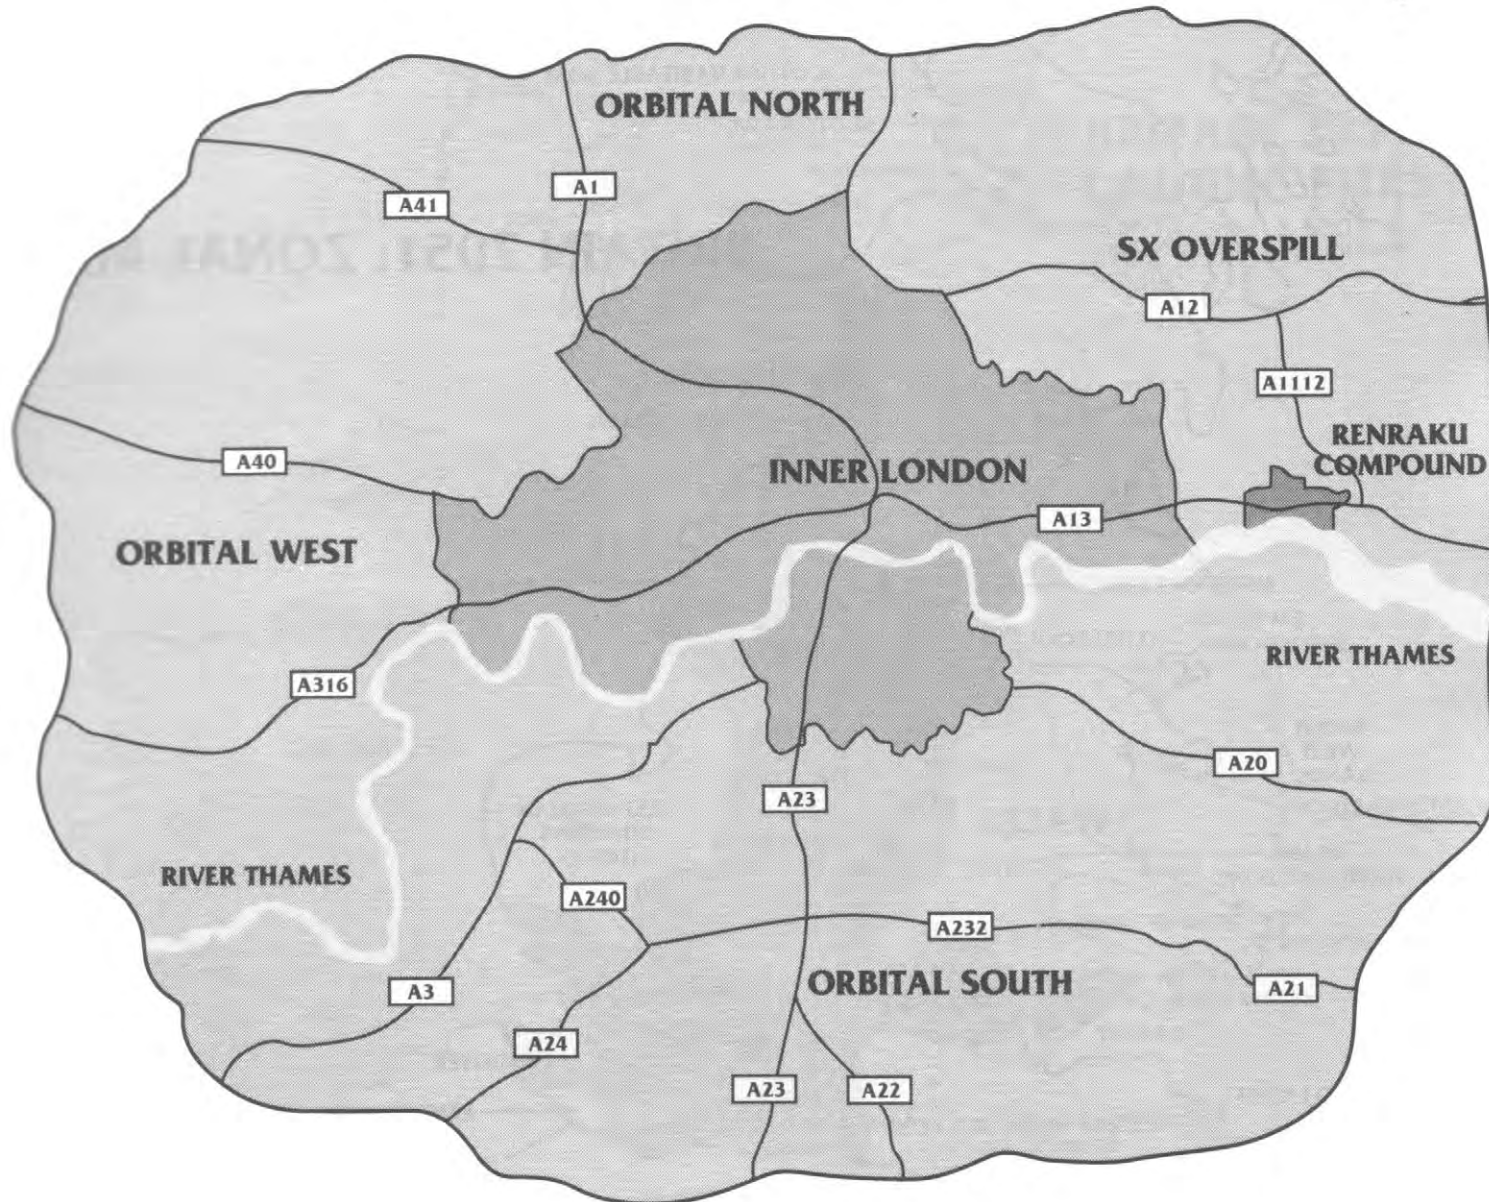 ORBITAL NORTH
A1
A41
SX OVERSPILL
A12
A1112
RENRAKU
COMPOUND
A40
INNER LONDON
A13
ORBITAL WEST
RIVER THAMES
A316
A20
A23
RIVER THAMES
A240
A232
ORBITAL SOUTH
A3
A21
A24
A23
A22